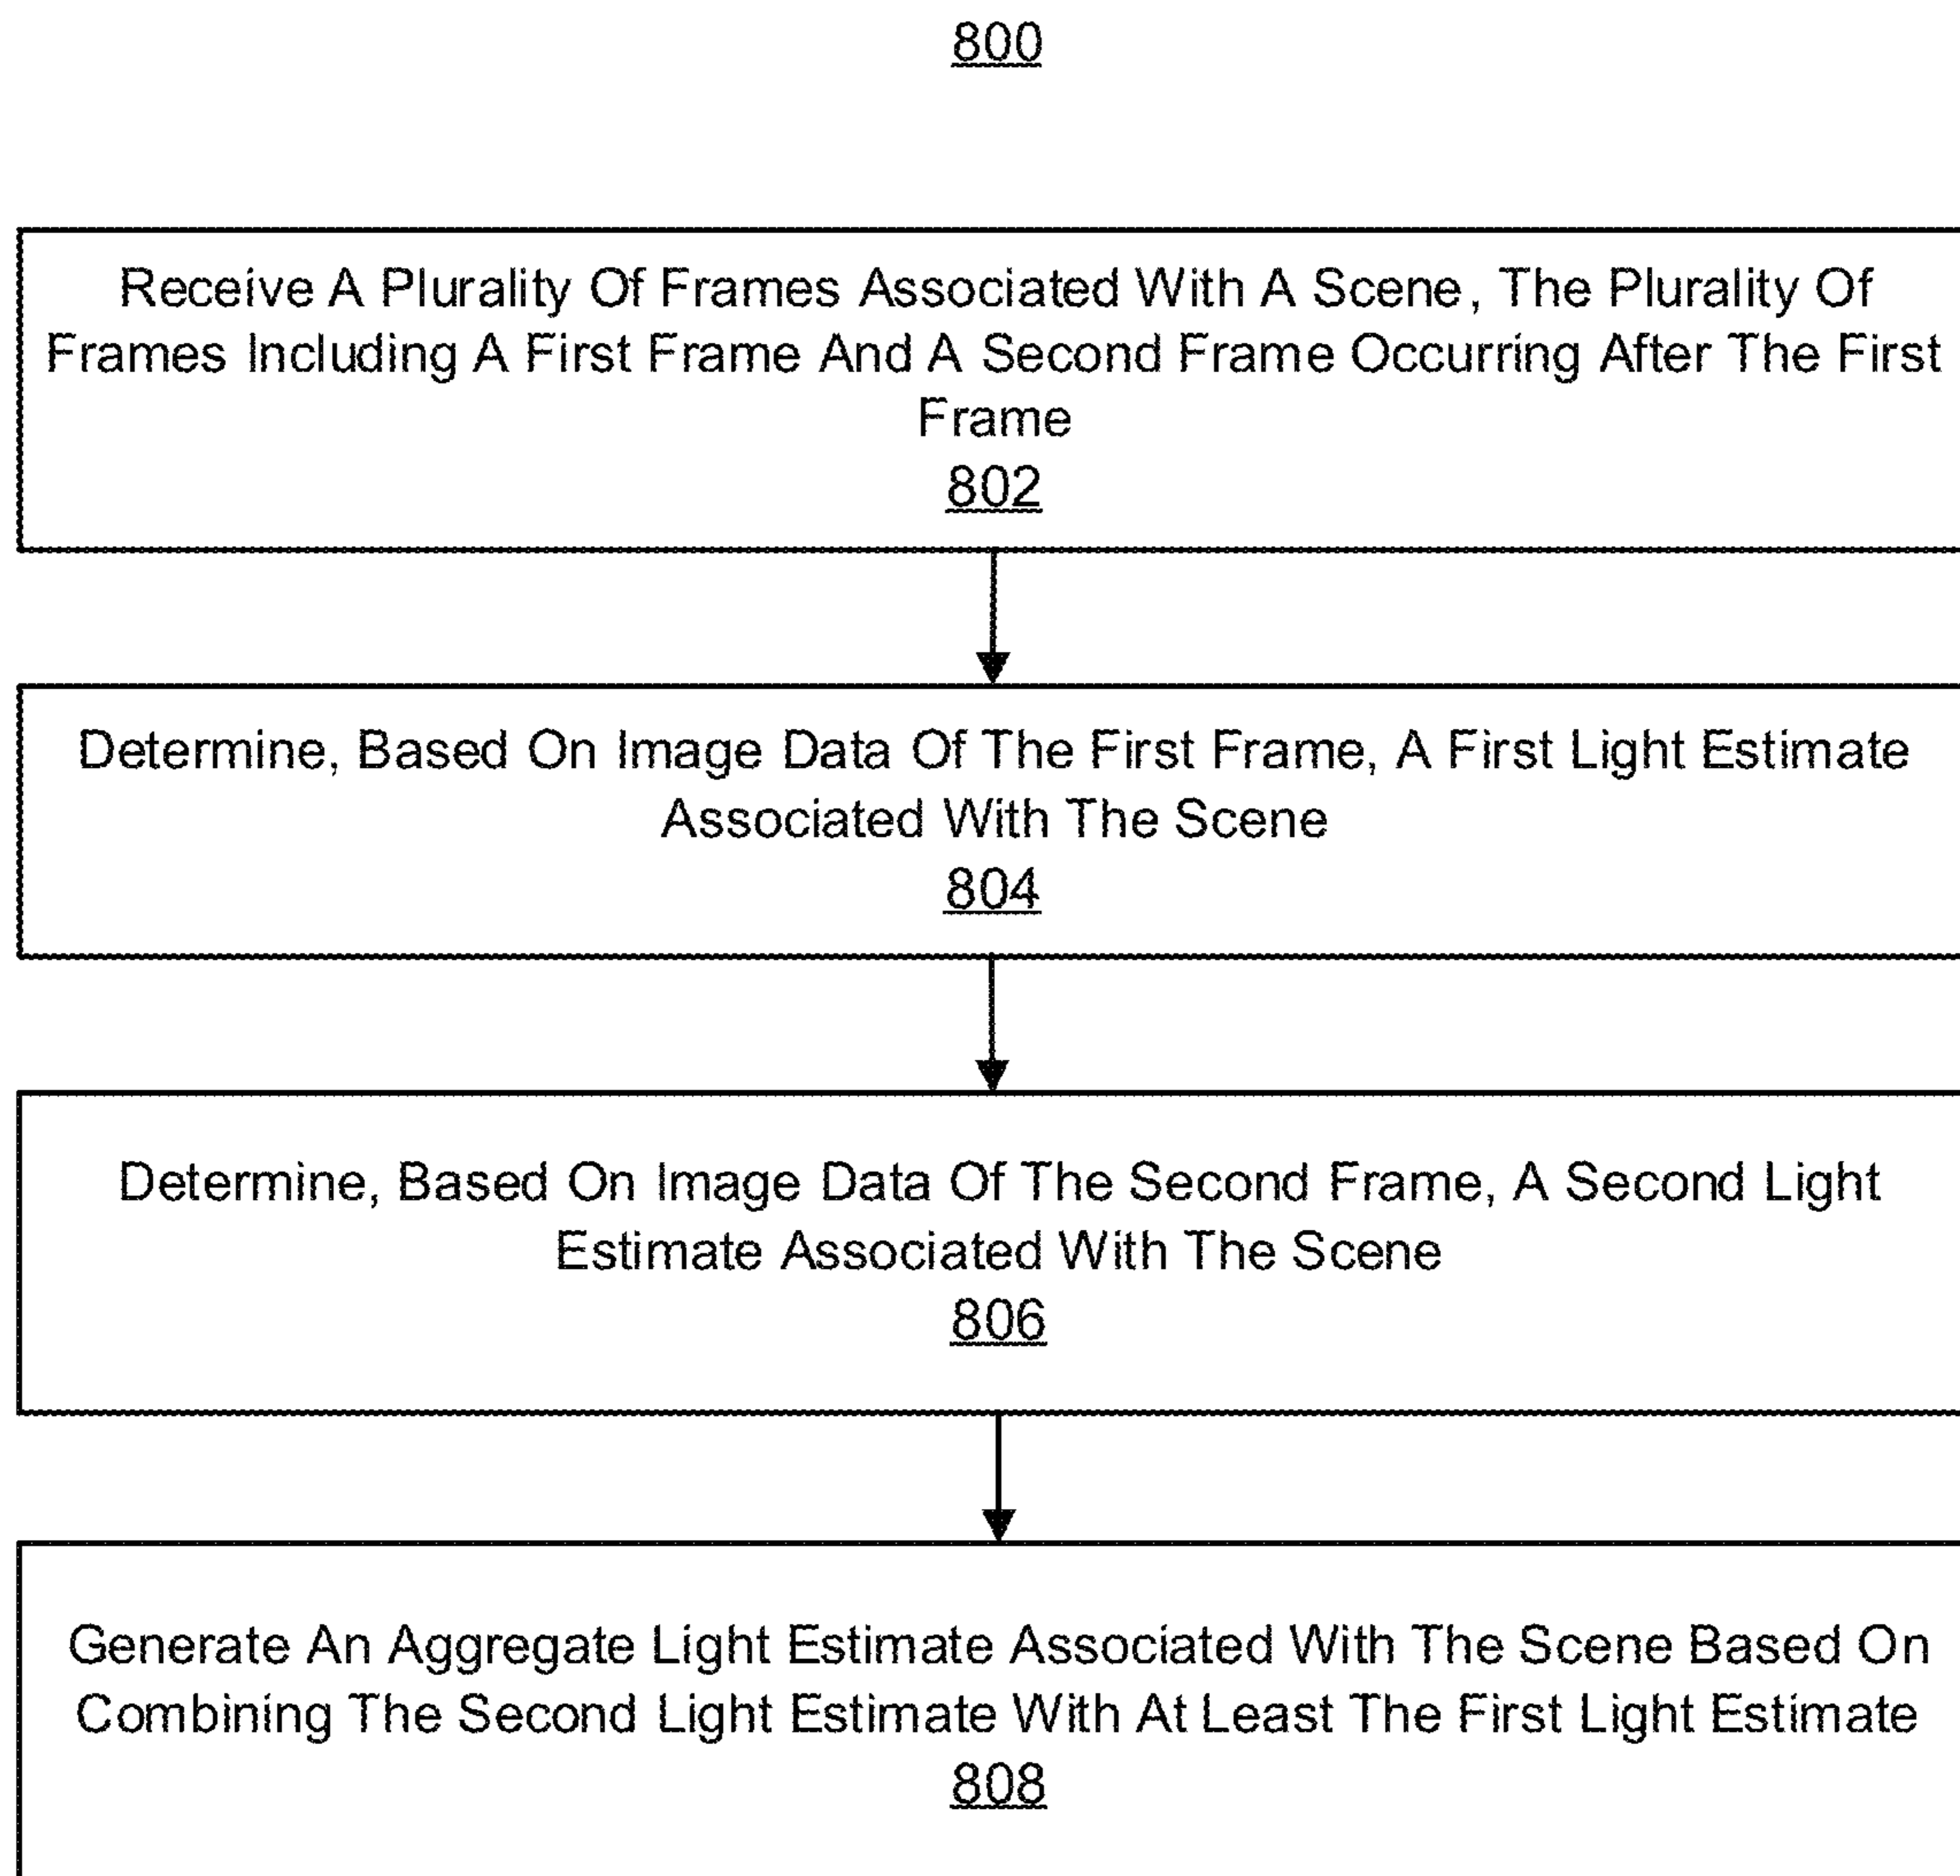 800
Receive A Plurality Of Frames Associated With A Scene, The Plurality Of
Frames Including A First Frame And A Second Frame Occurring After The First
Frame
802
Determine, Based On Image Data Of The First Frame, A First Light Estimate
Associated With The Scene
804
Determine, Based On Image Data Of The Second Frame, A Second Light
Estimate Associated With The Scene
806
Generate An Aggregate Light Estimate Associated With The Scene Based On
Combining The Second Light Estimate With At Least The First Light Estimate
808